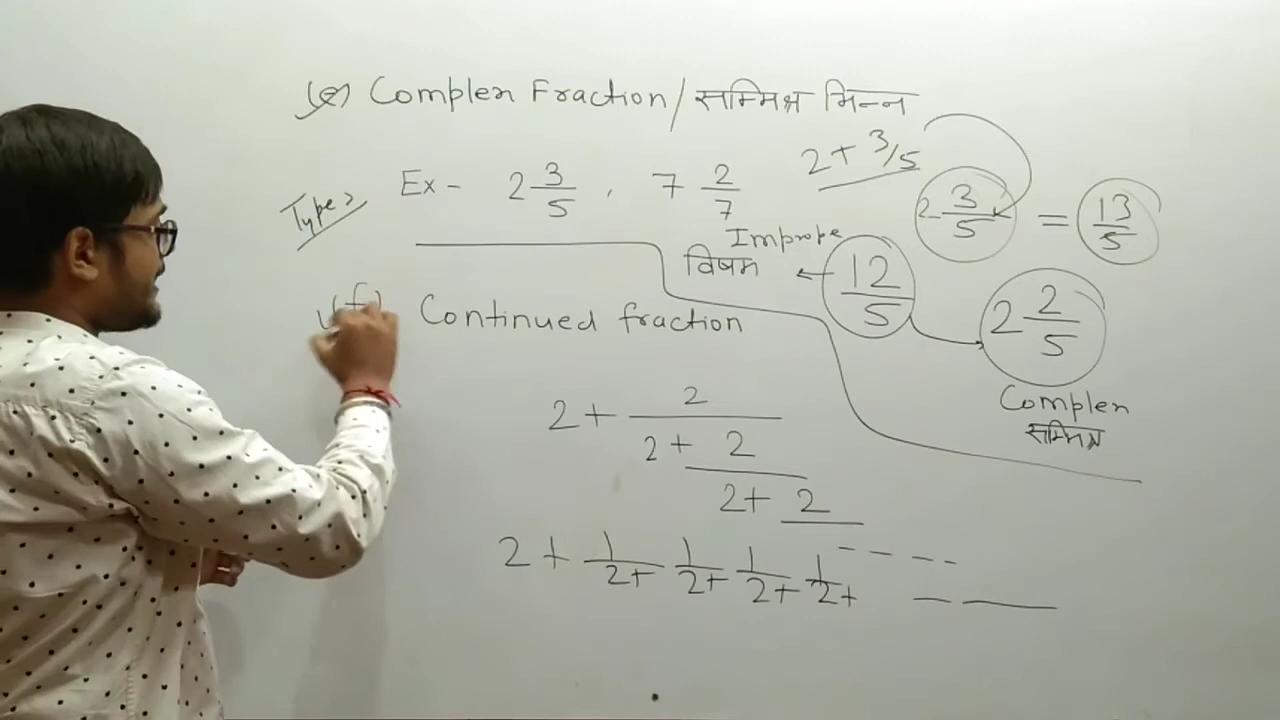 (e) Complex Fraction / सम्मिश्र भिन्न
Types
Ex - 2 3/5 , 7 2/7
2 + 3/5
2 3/5 = 13/5
Imprope
विषम ← 12/5 → 2 2/5
Complex
सम्मिश्र
(f) Continued fraction
2 + 2
2 + 2
2 + 2
2 + 1/2+ 1/2+ 1/2+ 1/2+ - - - -